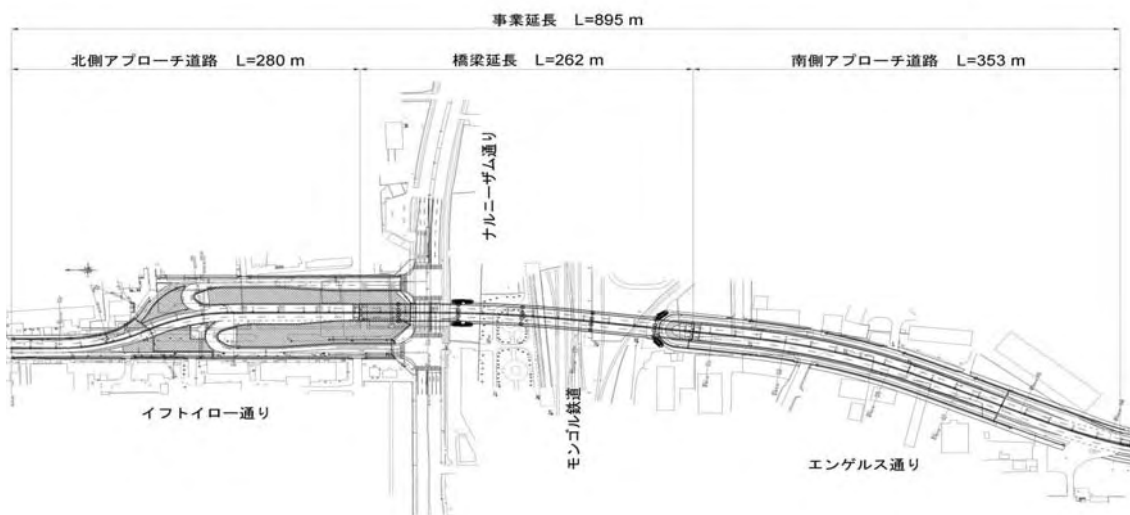 事業延長 L=895 m
北側アプローチ道路 L=280 m
橋梁延長 L=262 m
南側アプローチ道路 L=353 m
ナルニーザム通り
イフトイロー通り
モンゴル鉄道
エンゲルス通り